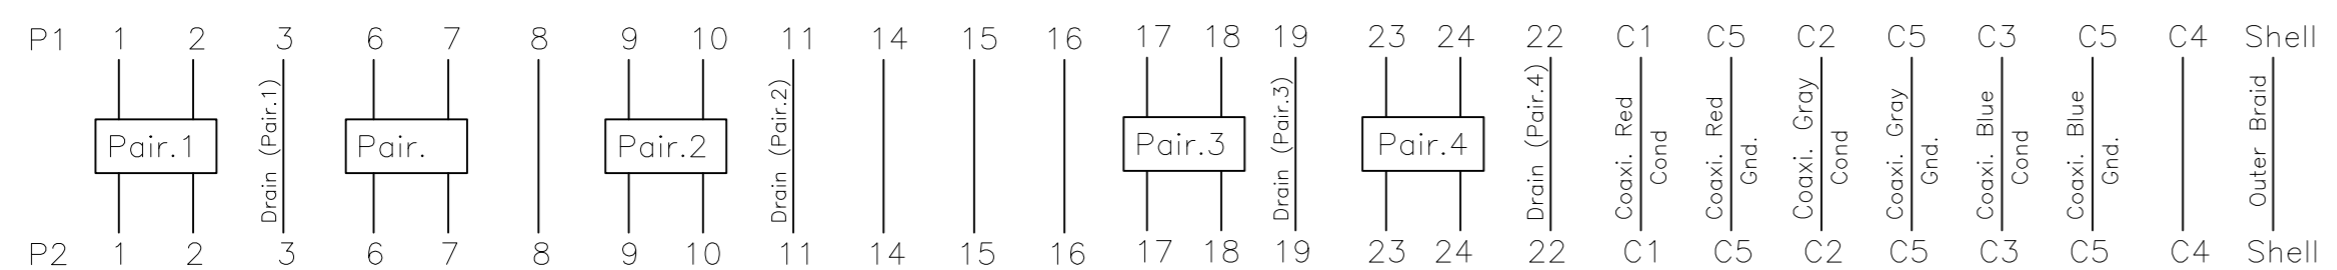 P1 1 2 3 6 7 8 9 10 11 14 15 16 17 18 19 23 24 22 C1 C5 C2 C5 C3 C5 C4 Shell
Pair.1
Drain (Pair.1)
Pair.
Pair.2
Drain (Pair.2)
Pair.3
Drain (Pair.3)
Pair.4
Drain (Pair.4)
Coaxi. Red
Cond
Coaxi. Red
Gnd.
Coaxi. Gray
Cond
Coaxi. Gray
Gnd.
Coaxi. Blue
Cond
Coaxi. Blue
Gnd.
Outer Braid
P2 1 2 3 6 7 8 9 10 11 14 15 16 17 18 19 23 24 22 C1 C5 C2 C5 C3 C5 C4 Shell